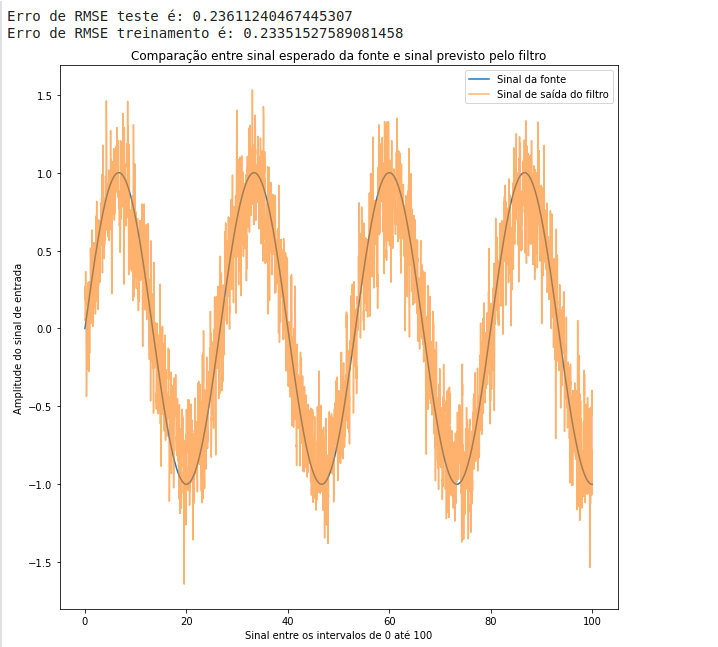 Erro de RMSE teste é: 0.23611240467445307
Erro de RMSE treinamento é: 0.23351527589081458
Comparação entre sinal esperado da fonte e sinal previsto pelo filtro
Sinal da fonte
Sinal de saída do filtro
Amplitude do sinal de entrada
1.5
1.0
0.5
0.0
−0.5
−1.0
−1.5
0 20 40 60 80 100
Sinal entre os intervalos de 0 até 100